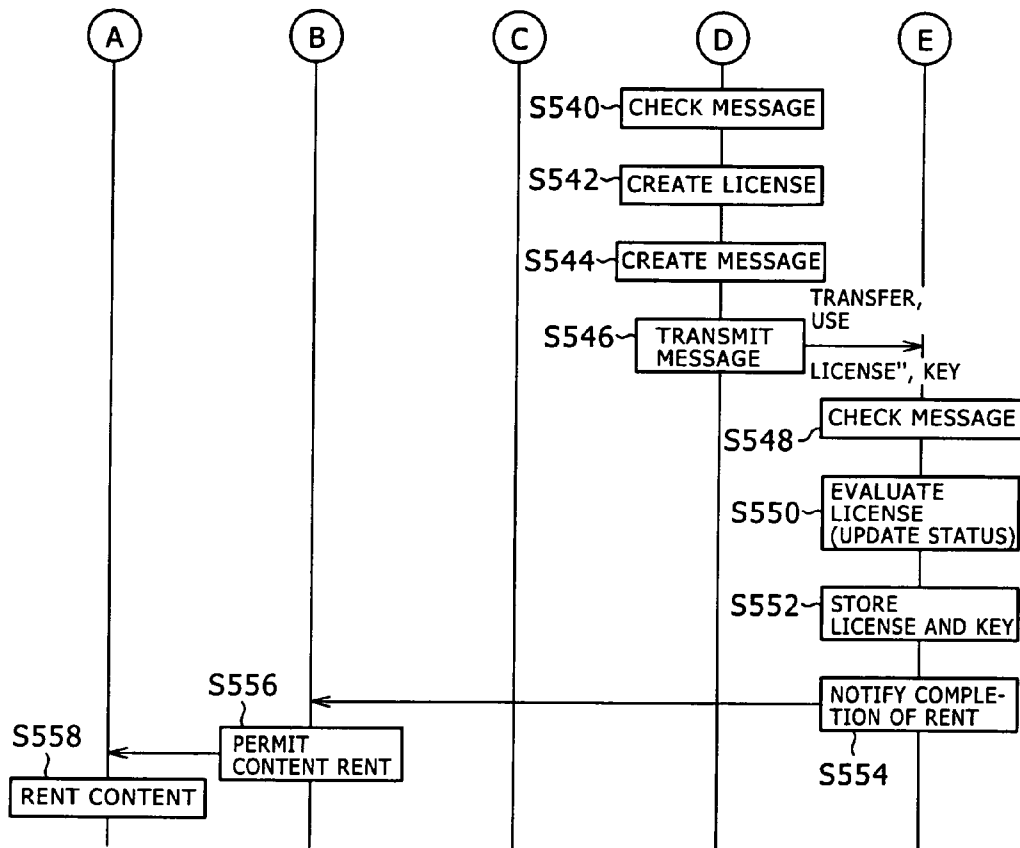 A B C D E
S540 CHECK MESSAGE
S542 CREATE LICENSE
S544 CREATE MESSAGE
TRANSFER,
USE
S546 TRANSMIT
MESSAGE
LICENSE", KEY
CHECK MESSAGE
S548
S550 EVALUATE
LICENSE
(UPDATE STATUS)
S552 STORE
LICENSE AND KEY
S556
NOTIFY COMPLE-
TION OF RENT
S554
S558
PERMIT
CONTENT RENT
RENT CONTENT